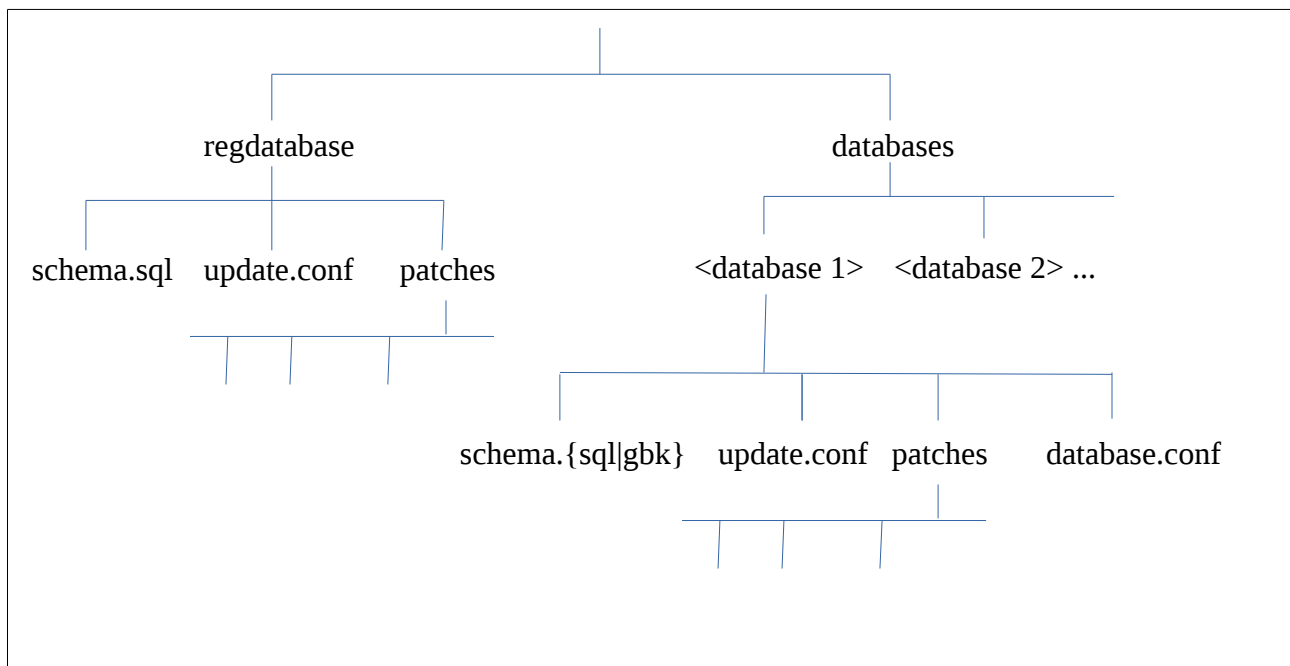 regdatabase databases
schema.sql update.conf patches <database 1> <database 2> ...
schema.{sql|gbk} update.conf patches database.conf